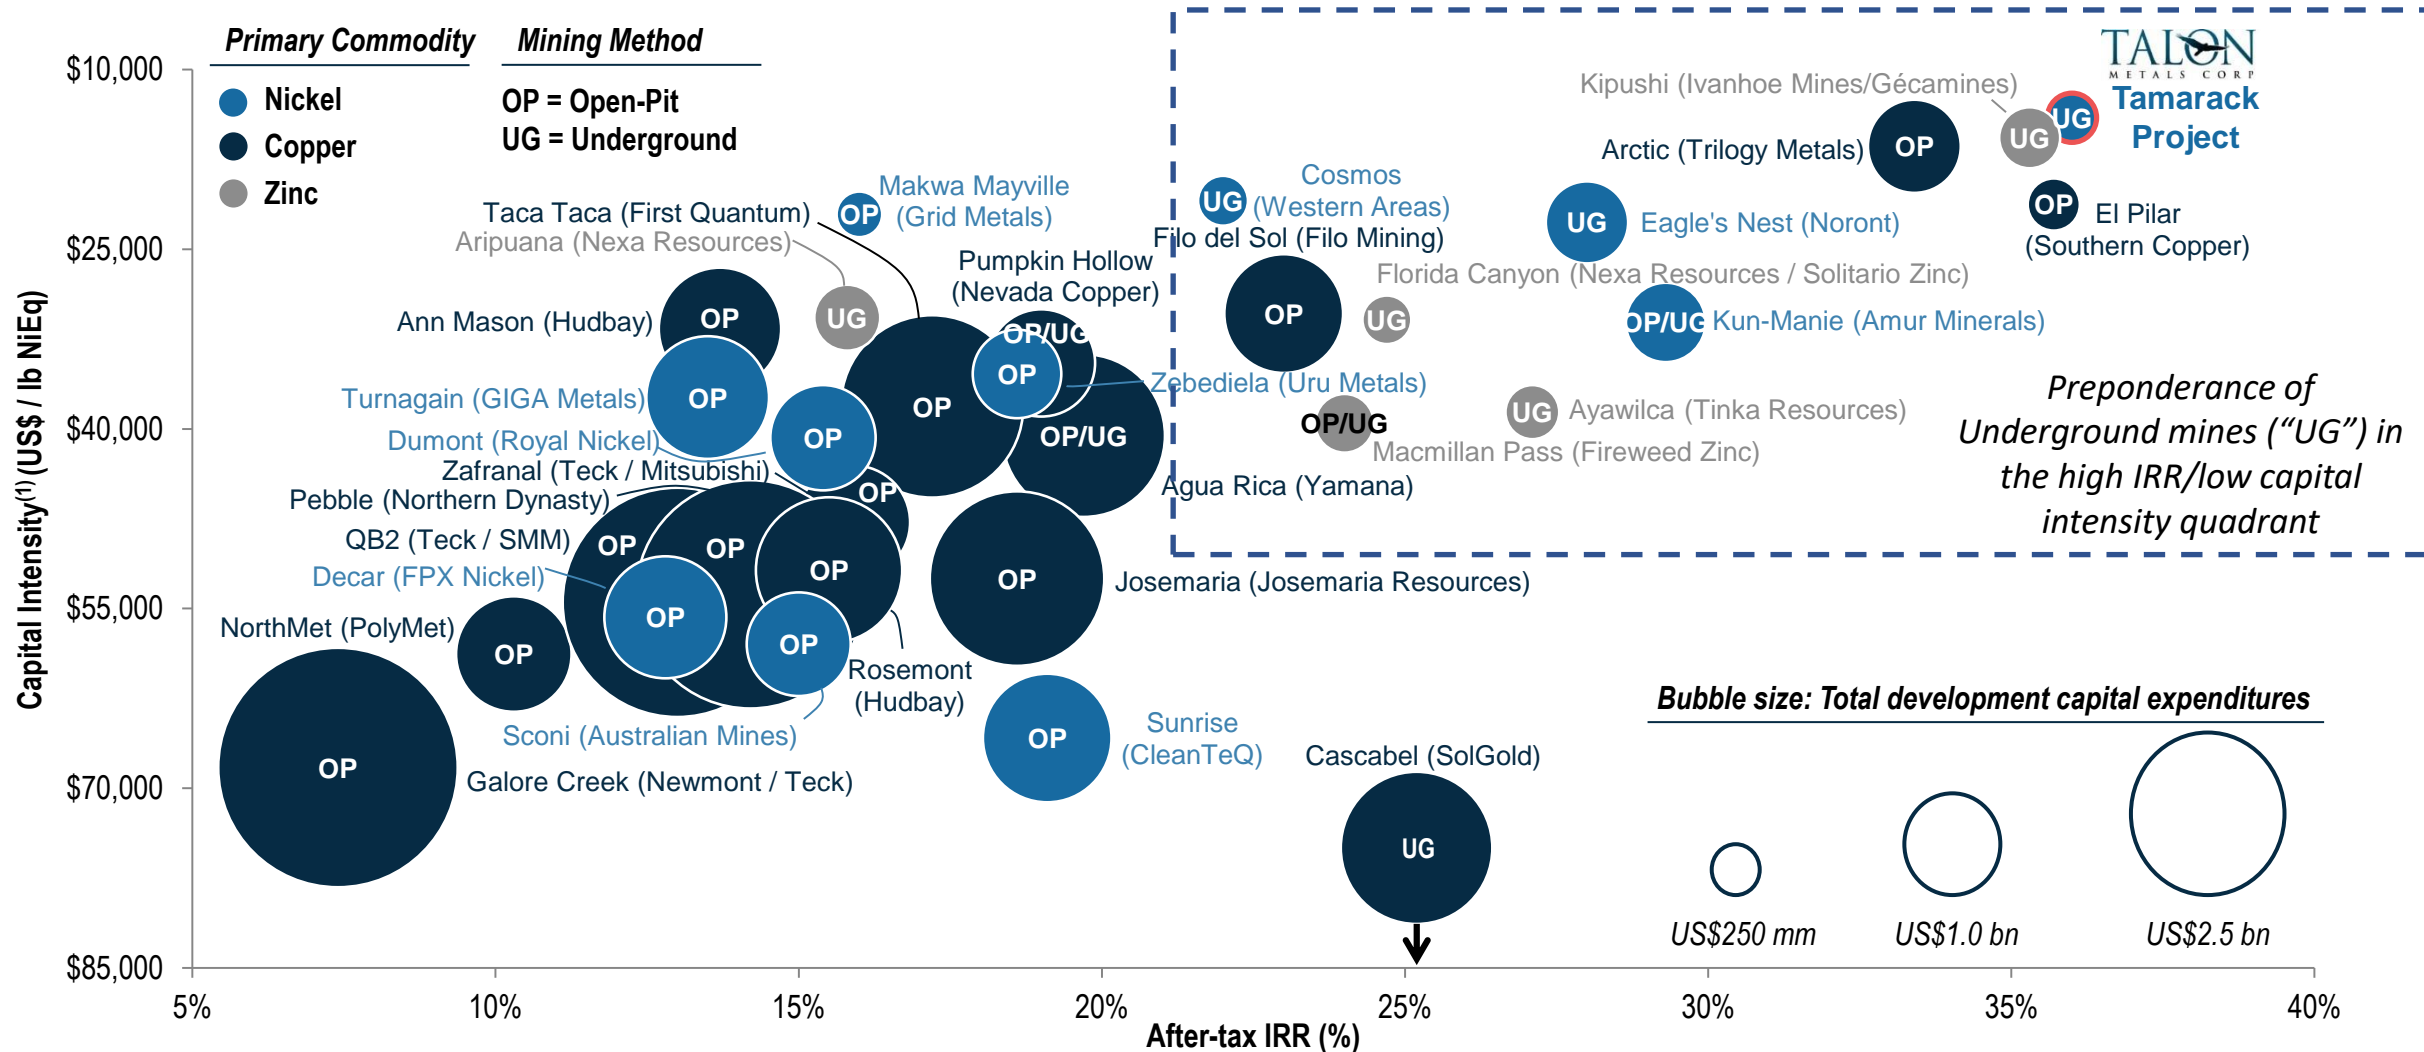 Primary Commodity
Nickel
Copper
Zinc
Mining Method
OP = Open-Pit
UG = Underground
TALON
METALS CORP
Tamarack
Project
Capital Intensity(1) (US$ / lb NiEq)
$10,000
$25,000
$40,000
$55,000
$70,000
$85,000
Kipushi (Ivanhoe Mines/Gécamines)
UG
UG
Arctic (Trilogy Metals)
OP
Makwa Mayville
(Grid Metals)
OP
Cosmos
(Western Areas)
UG
Taca Taca (First Quantum)
Aripuana (Nexa Resources)
UG
Filo del Sol (Filo Mining)
OP
UG
Eagle's Nest (Noront)
OP
El Pilar
(Southern Copper)
Pumpkin Hollow
(Nevada Copper)
OP/UG
Florida Canyon (Nexa Resources / Solitario Zinc)
UG
Ann Mason (Hudbay)
OP
OP/UG
Kun-Manie (Amur Minerals)
OP
Zebediela (Uru Metals)
Turnagain (GIGA Metals)
OP
OP
OP/UG
Agua Rica (Yamana)
Dumont (Royal Nickel)
OP
OP/UG
Macmillan Pass (Fireweed Zinc)
UG
Ayawilca (Tinka Resources)
Preponderance of
Underground mines (“UG”) in
the high IRR/low capital
intensity quadrant
Zafranal (Teck / Mitsubishi)
OP
Pebble (Northern Dynasty)
QB2 (Teck / SMM)
OP
OP
OP
Decar (FPX Nickel)
OP
OP
Josemaria (Josemaria Resources)
NorthMet (PolyMet)
OP
OP
Rosemont
(Hudbay)
Sconi (Australian Mines)
OP
Galore Creek (Newmont / Teck)
OP
Sunrise
(CleanTeQ)
Cascabel (SolGold)
UG
Bubble size: Total development capital expenditures
US$250 mm
US$1.0 bn
US$2.5 bn
5%
10%
15%
20%
25%
30%
35%
40%
After-tax IRR (%)